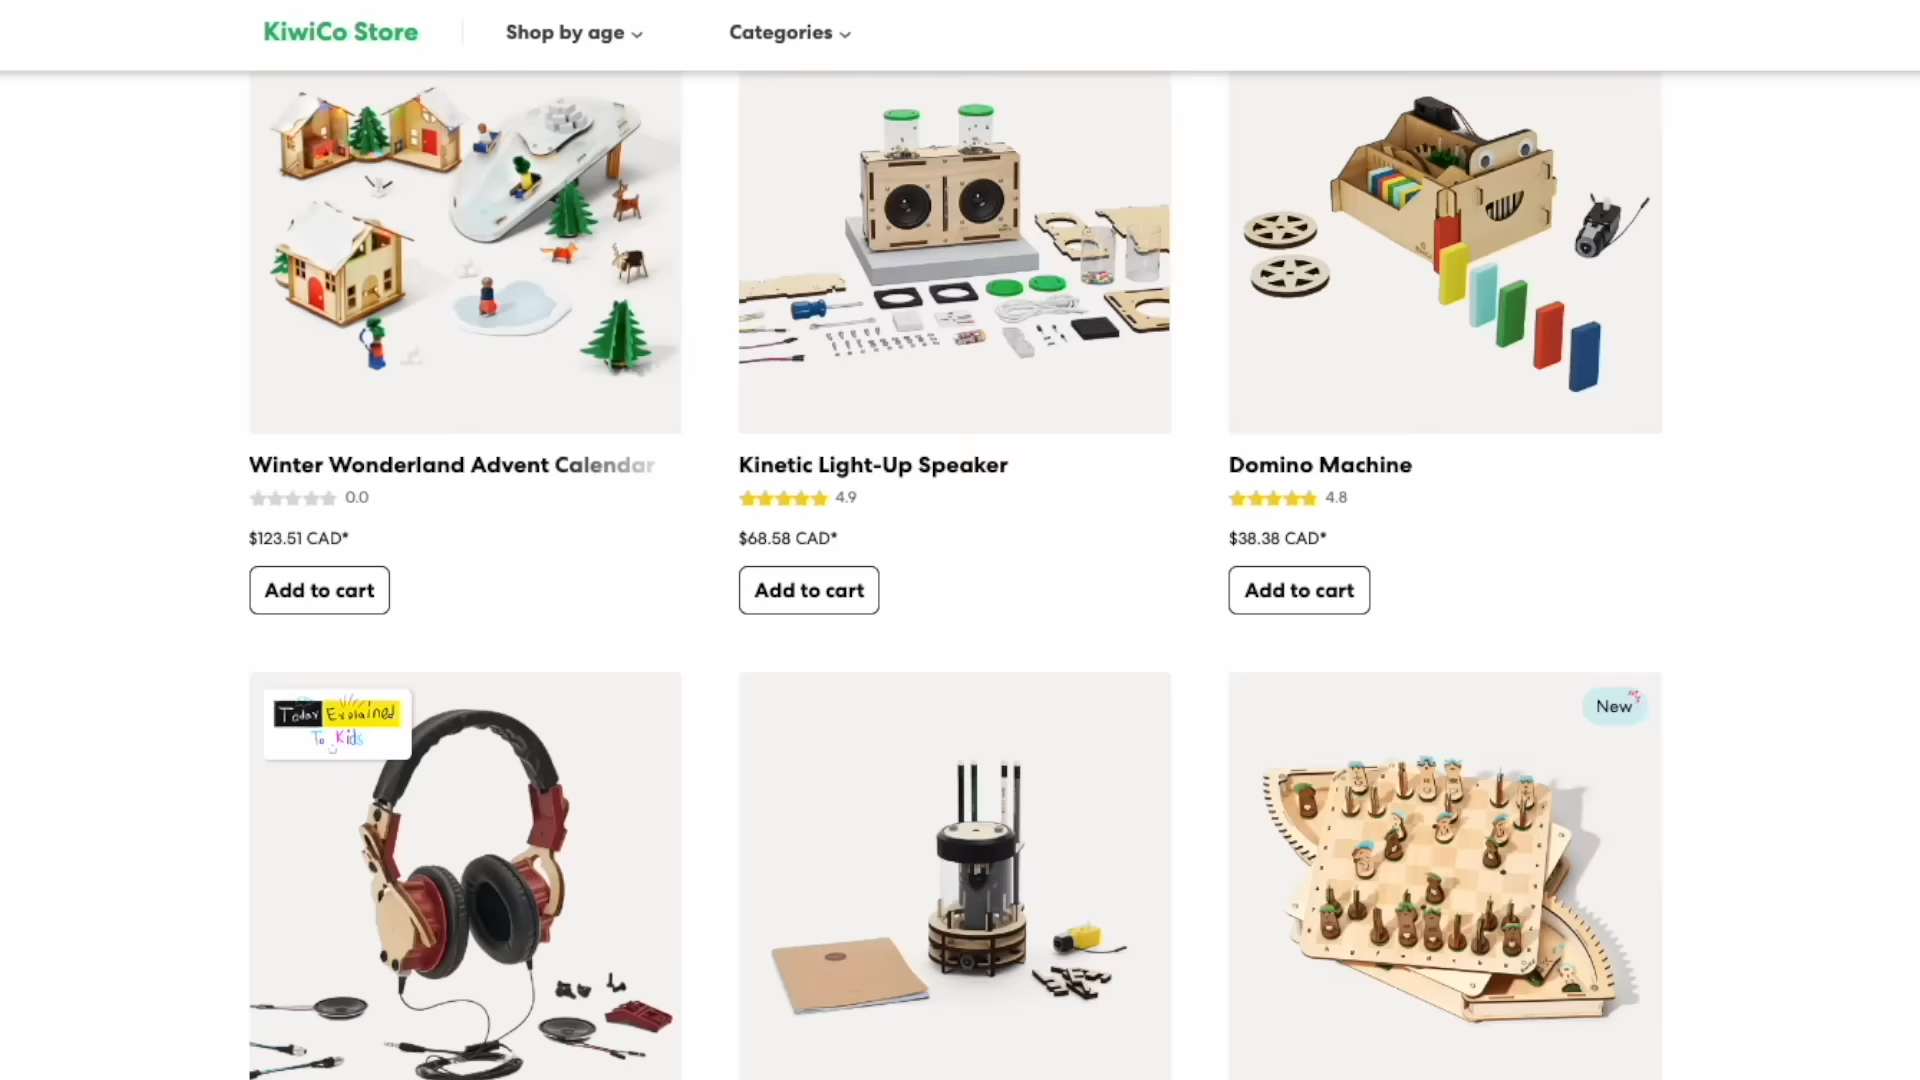 KiwiCo Store
Shop by age
Categories
Winter Wonderland Advent Calendar
0.0
$123.51 CAD*
Add to cart
Kinetic Light-Up Speaker
4.9
$68.58 CAD*
Add to cart
Domino Machine
4.8
$38.38 CAD*
Add to cart
Today Explained
To Kids
New